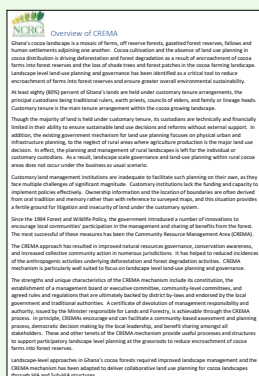 NCRC
Overview of CREMA
Ghana's cocoa landscape is a mosaic of farms, off reserve forests, gazetted forest reserves, fallows and
human settlements adjoining one another. Cocoa cultivation and the absence of land use planning in
cocoa distribution is driving deforestation and forest degradation as a result of encroachment of cocoa
farms into forest reserves and the loss of shade trees and forest patches in the cocoa farming landscape.
Landscape level land-use planning and governance has been identified as a critical tool to reduce
encroachment of farms into forest reserves and ensure greater overall environment sustainability.
At least eighty (80%) percent of Ghana's lands are held under customary tenure arrangements, the
principal custodians being traditional rulers, earth priests, councils of elders, and family or lineage heads.
Customary tenure is the main tenure arrangement within the cocoa growing landscape.
Though the majority of land is held under customary tenure, its custodians are technically and financially
limited in their ability to ensure sustainable land use decisions and reforms without external support. In
addition, the existing government mechanism for land use planning focuses on physical urban and
infrastructure planning, to the neglect of rural areas where agriculture production is the major land use
decision. In effect, the planning and management of rural landscapes is left for the individual or
customary custodians. As a result, landscape scale governance and land-use planning within rural cocoa
areas does not occur under the business as usual scenario.
Customary land management institutions are inadequate to facilitate such planning on their own, as they
face multiple challenges of significant magnitude. Customary institutions lack the funding and capacity to
implement policies effectively. Ownership information and the location of boundaries are often derived
from oral tradition and memory rather than with reference to surveyed maps, and this situation provides
a fertile ground for litigation and insecurity of land under the customary system.
Since the 1994 Forest and Wildlife Policy, the government introduced a number of innovations to
encourage local communities' participation in the management and sharing of benefits from the forest.
The most successful of these measures has been the Community Resource Management Area (CREMA).
The CREMA approach has resulted in improved natural resources governance, conservation awareness,
and increased collective community action in numerous jurisdictions. It has helped to reduced incidences
of the anthropogenic activities underlying deforestation and forest degradation activities. CREMA
mechanism is particularly well suited to focus on landscape level land-use planning and governance.
The strengths and unique characteristics of the CREMA mechanism include its constitution, the
establishment of a management board or executive committee, community-level committees, and
agreed rules and regulations that are ultimately backed by district by-laws and endorsed by the local
government and traditional authorities. A certificate of devolution of management responsibility and
authority, issued by the Minister responsible for Lands and Forestry, is achievable through the CREMA
process. In principle, CREMAs encourage and can facilitate a community-based assessment and planning
process, democratic decision making by the local leadership, and benefit sharing amongst all
stakeholders. These and other tenets of the CREMA mechanism provide useful processes and structures
to support participatory landscape level planning at the grassroots to reduce encroachment of cocoa
farms into forest reserves.
Landscape-level approaches in Ghana's cocoa forests required improved landscape management and the
CREMA mechanism has been adapted to deliver collaborative land use planning for cocoa landscapes
through HIA and Sub-HIA structures.